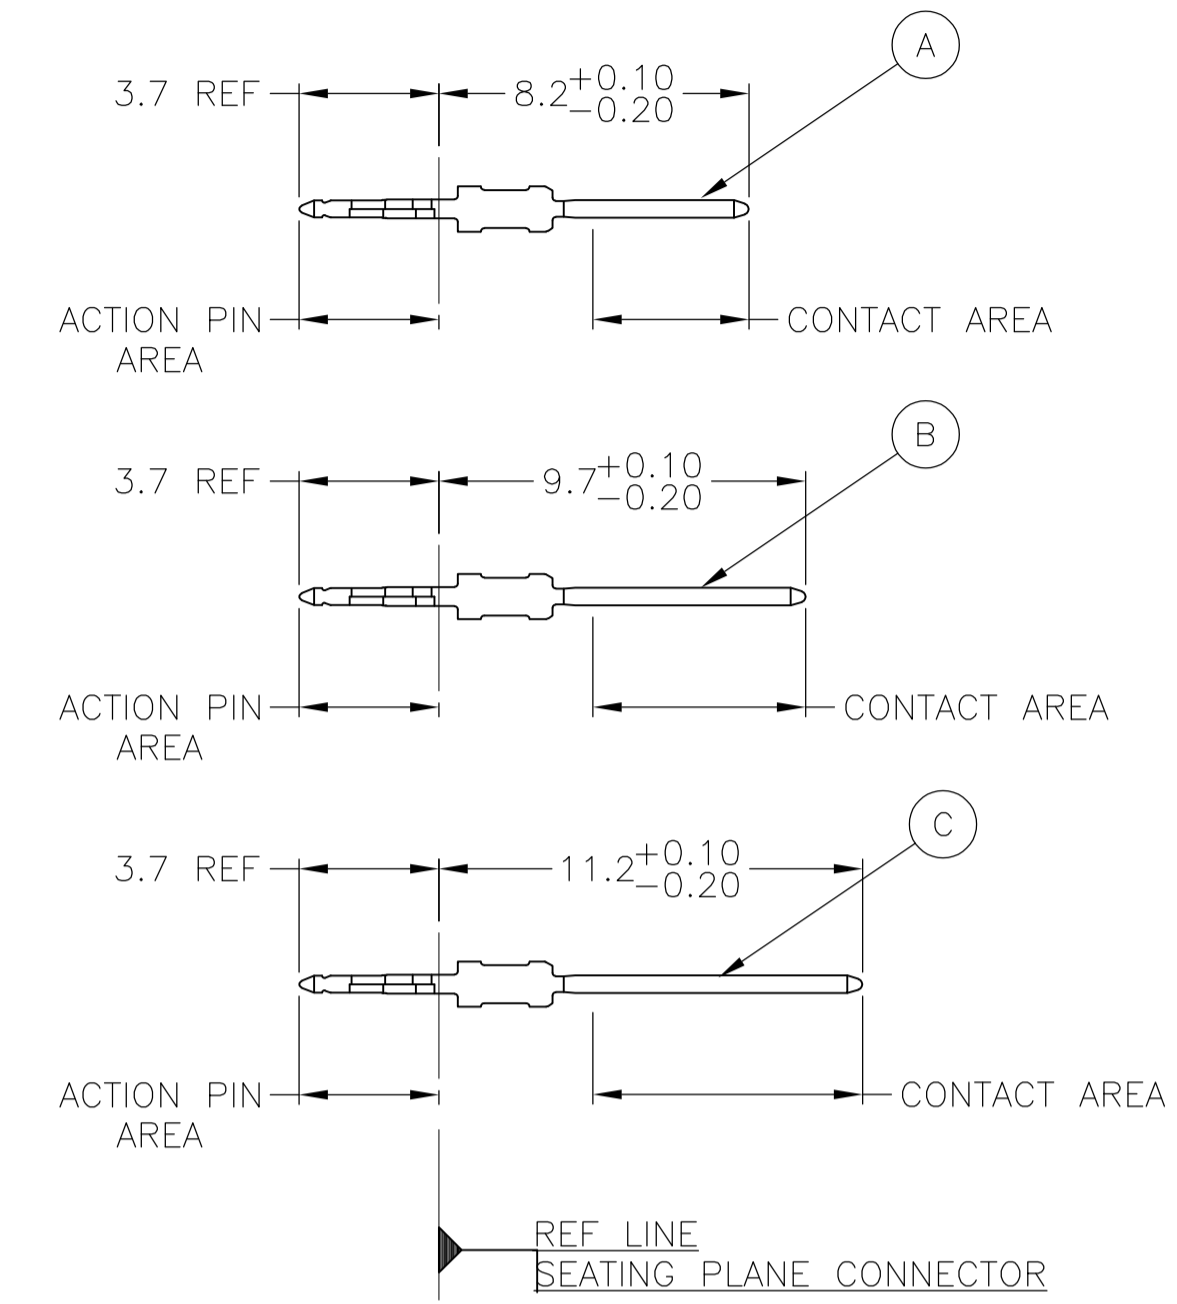 A
3.7 REF
8.2 +0.10 -0.20
ACTION PIN AREA
CONTACT AREA
B
3.7 REF
9.7 +0.10 -0.20
ACTION PIN AREA
CONTACT AREA
C
3.7 REF
11.2 +0.10 -0.20
ACTION PIN AREA
CONTACT AREA
REF LINE
SEATING PLANE CONNECTOR